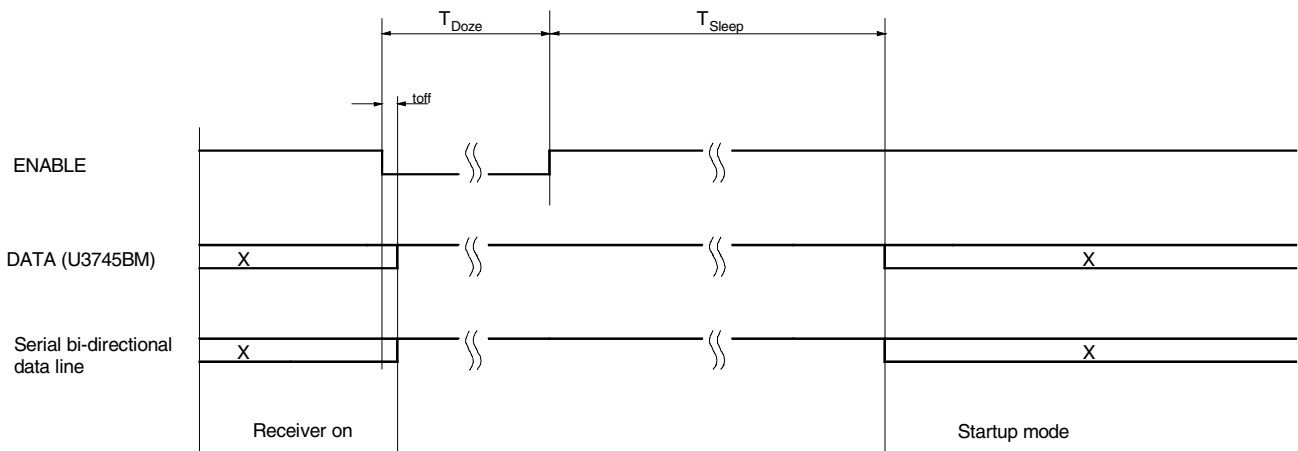 T_Doze T_Sleep
toff
ENABLE
DATA (U3745BM) X X
Serial bi-directional
data line X X
Receiver on Startup mode